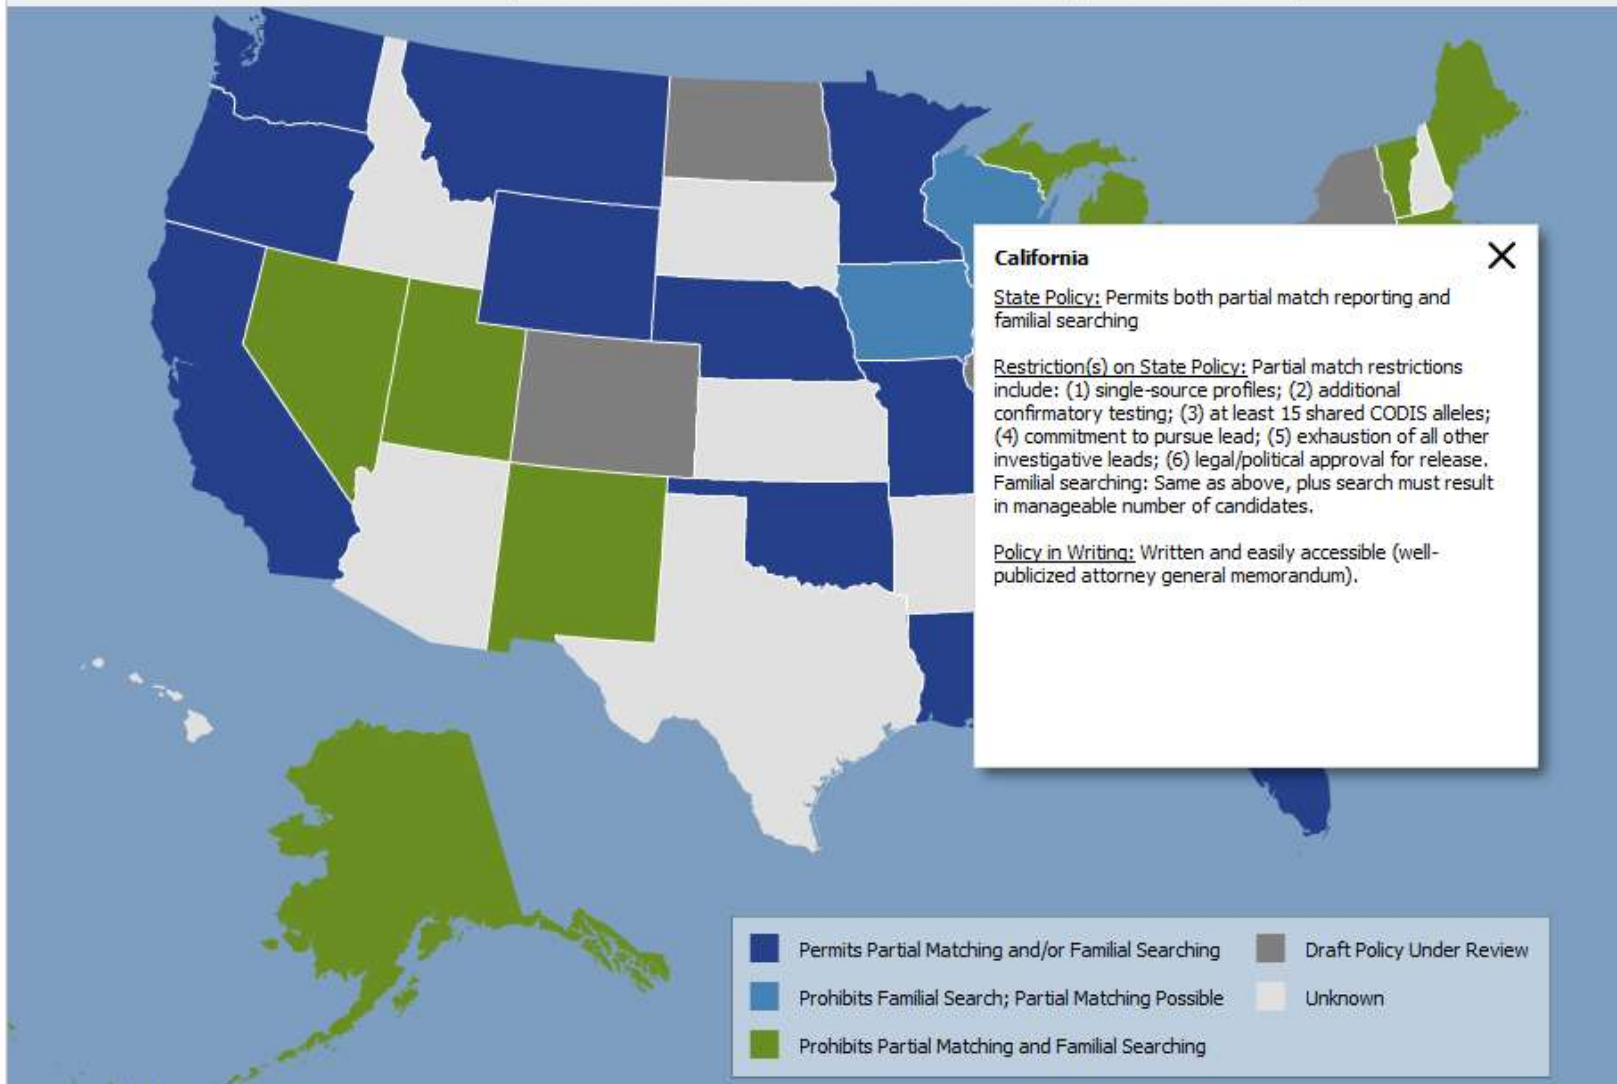 California
State Policy: Permits both partial match reporting and
familial searching
Restriction(s) on State Policy: Partial match restrictions
include: (1) single-source profiles; (2) additional
confirmatory testing; (3) at least 15 shared CODIS alleles;
(4) commitment to pursue lead; (5) exhaustion of all other
investigative leads; (6) legal/political approval for release.
Familial searching: Same as above, plus search must result
in manageable number of candidates.
Policy in Writing: Written and easily accessible (well-
publicized attorney general memorandum).
Permits Partial Matching and/or Familial Searching
Prohibits Familial Search; Partial Matching Possible
Prohibits Partial Matching and Familial Searching
Draft Policy Under Review
Unknown